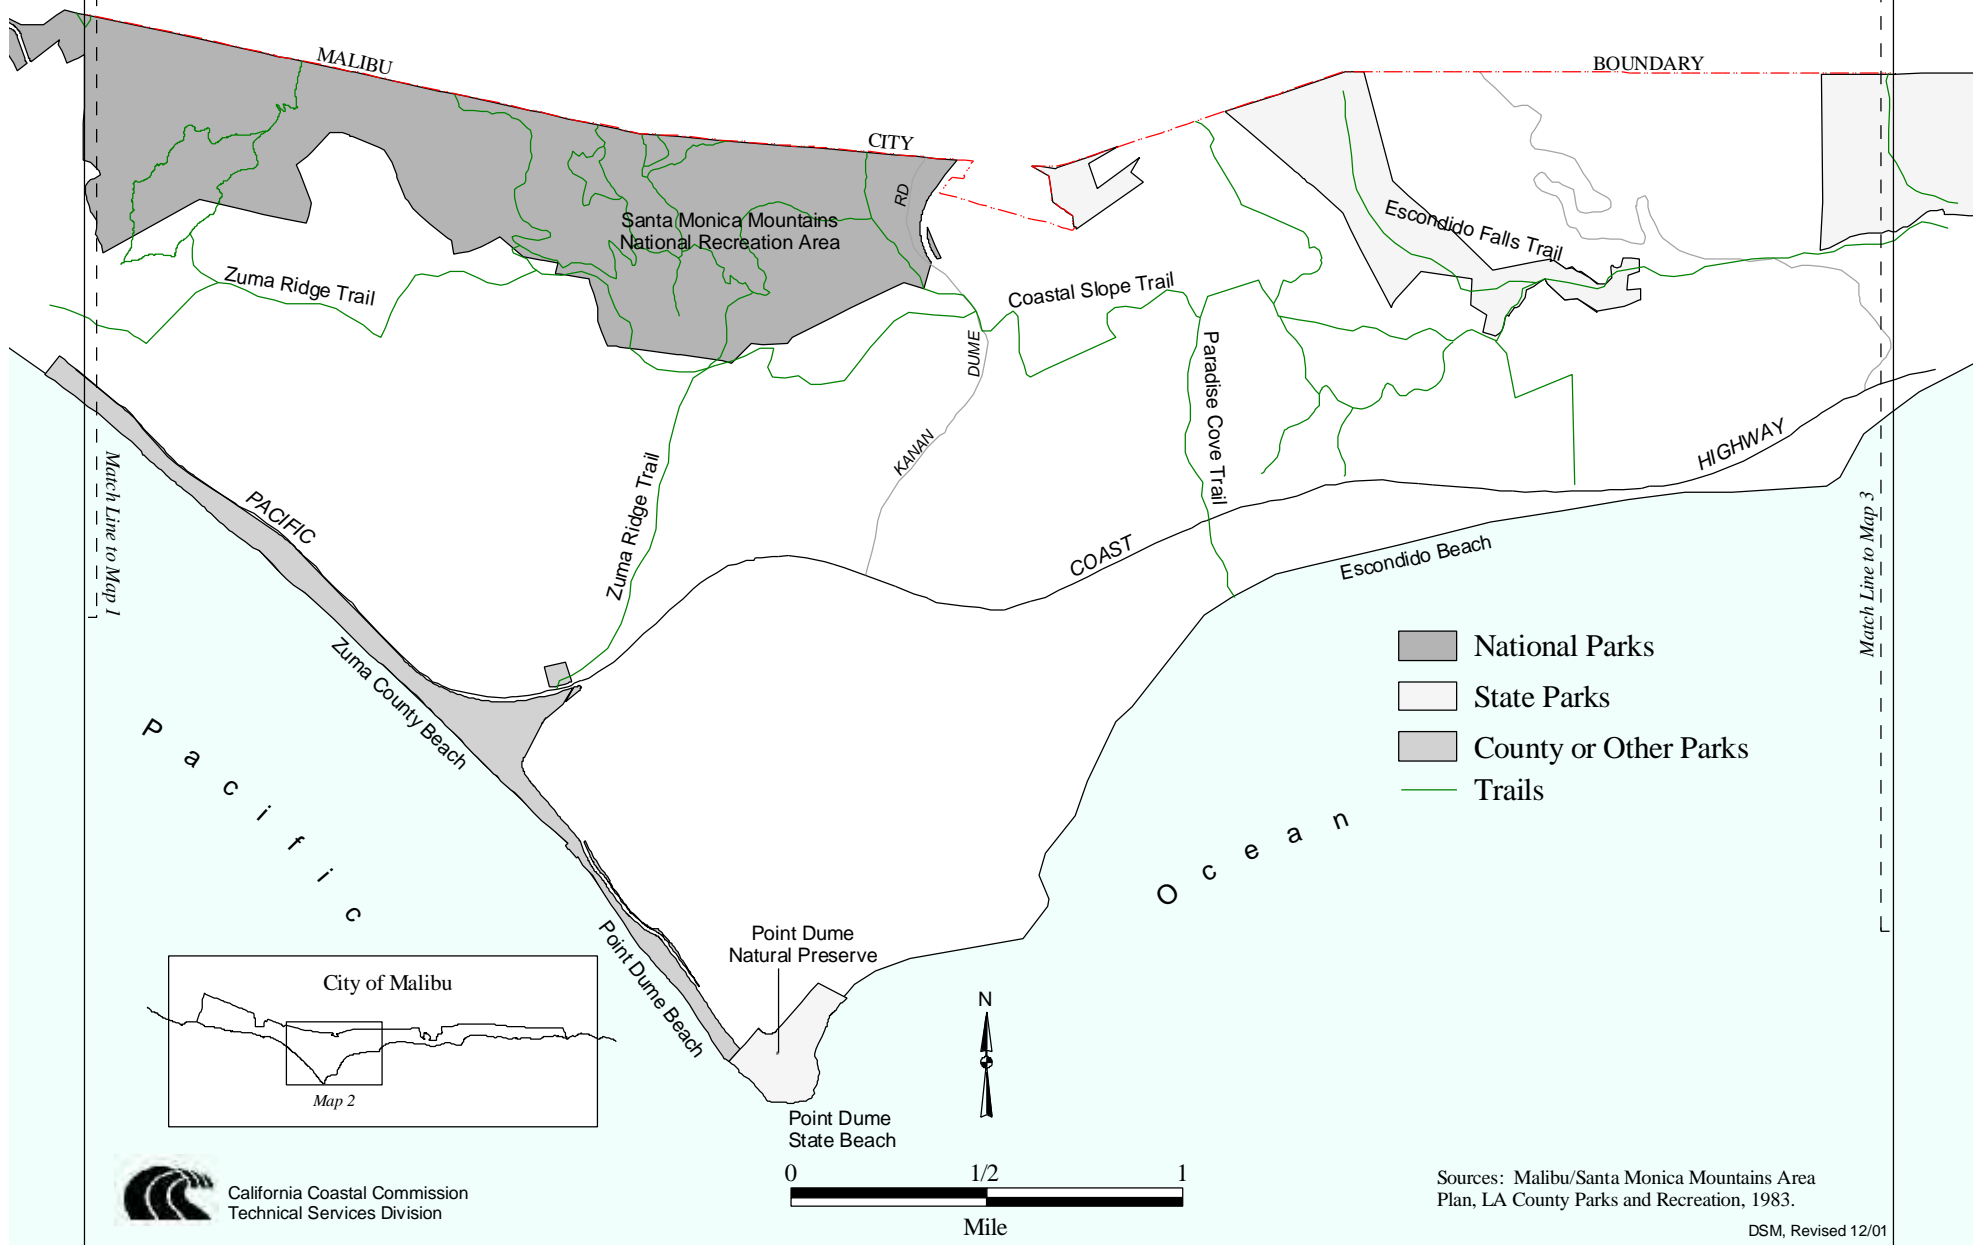 MALIBU
CITY
BOUNDARY
RD
Santa Monica Mountains
National Recreation Area
Escondido Falls Trail
Zuma Ridge Trail
Coastal Slope Trail
DUME
KANAN
Paradise Cove Trail
Zuma Ridge Trail
Match Line to Map 1
PACIFIC
COAST
HIGHWAY
Escondido Beach
Match Line to Map 3
Zuma County Beach
National Parks
State Parks
County or Other Parks
Trails
Pacific
Ocean
Point Dume
Natural Preserve
Point Dume Beach
City of Malibu
Map 2
N
Point Dume
State Beach
0 1/2 1
Mile
California Coastal Commission
Technical Services Division
Sources: Malibu/Santa Monica Mountains Area
Plan, LA County Parks and Recreation, 1983.
DSM, Revised 12/01